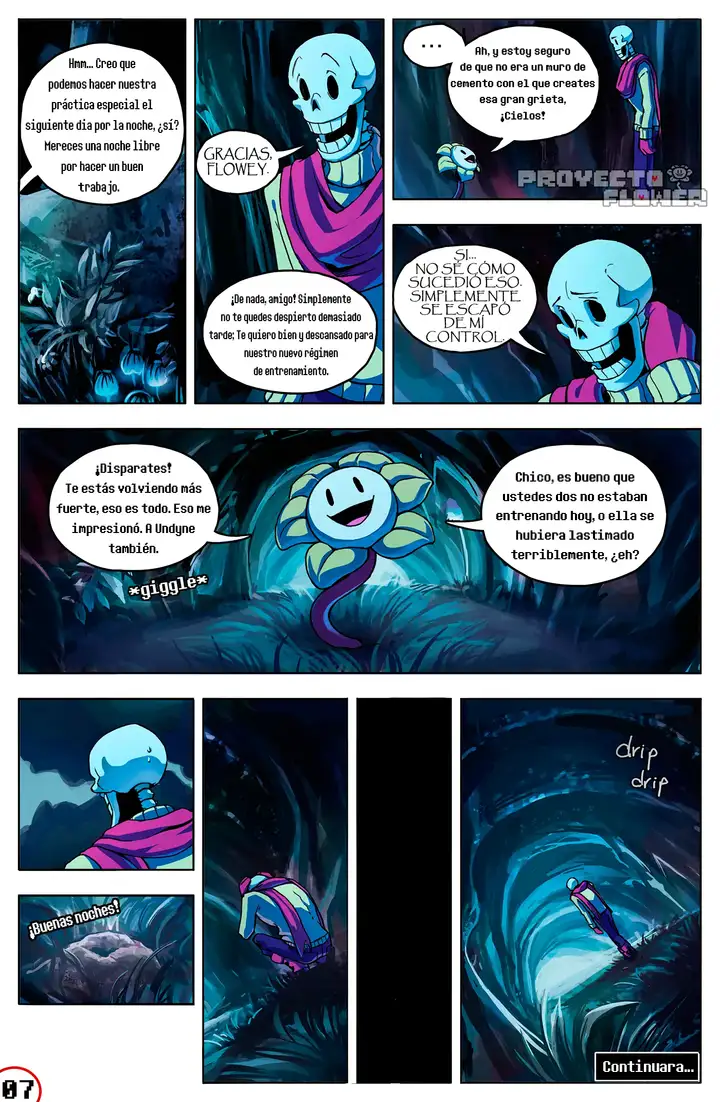 Hmm... Creo que
podemos hacer nuestra
práctica especial el
siguiente dia por la noche, ¿sí?
Mereces una noche libre
por hacer un buen
trabajo.
GRACIAS,
FLOWEY.
¡De nada, amigo! Simplemente
no te quedes despierto demasiado
tarde; Te quiero bien y descansado para
nuestro nuevo régimen
de entrenamiento.
...
Ah, y estoy seguro
de que no era un muro de
cemento con el que creates
esa gran grieta,
¡Cielos!
PROYECTO
FLOWER
SI...
NO SÉ CÓMO
SUCEDIÓ ESO.
SIMPLEMENTE
SE ESCAPÓ
DE MÍ
CONTROL.
¡Disparates!
Te estás volviendo más
fuerte, eso es todo. Eso me
impresionó. A Undyne
también.
*giggle*
Chico, es bueno que
ustedes dos no estaban
entrenando hoy, o ella se
hubiera lastimado
terriblemente, ¿eh?
¡Buenas noches!
drip
drip
Continuara...
07